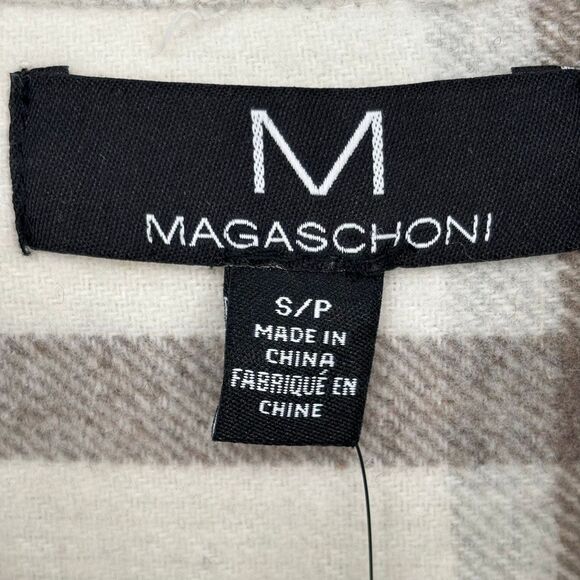 M
MAGASCHONI
S/P
MADE IN
CHINA
FABRIQUÉ EN
CHINE